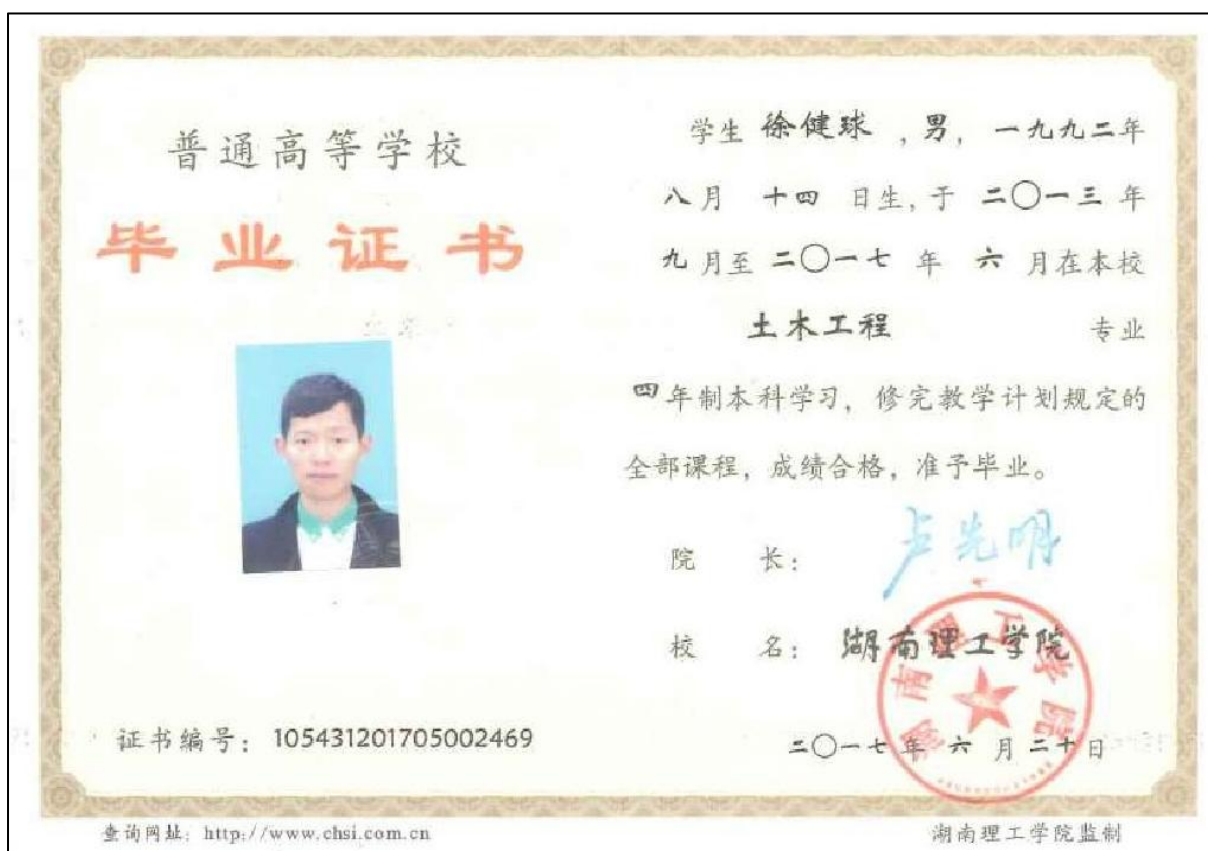 普通高等学校
毕业证书
证书编号：105431201705002469
学生 徐健球 ，男，一九九二年
八月 十四 日生，于 二〇一三 年
九月至 二〇一七 年 六 月在本校
土木工程 专业
四年制本科学习，修完教学计划规定的
全部课程，成绩合格，准予毕业。
院 长：卢先明
校 名：湖南理工学院
湖南理工学院
二〇一七年 六 月 二十日
查询网址：http://www.chsi.com.cn
湖南理工学院监制